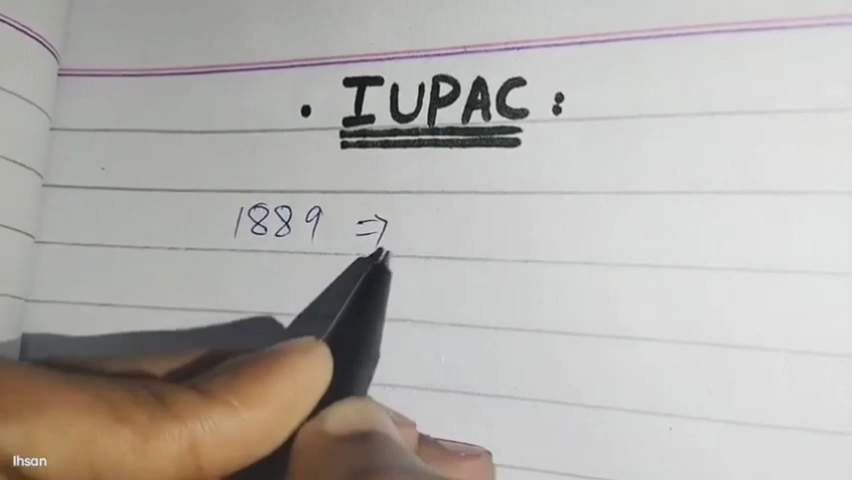 • IUPAC :
1889 ⇒
Ihsan